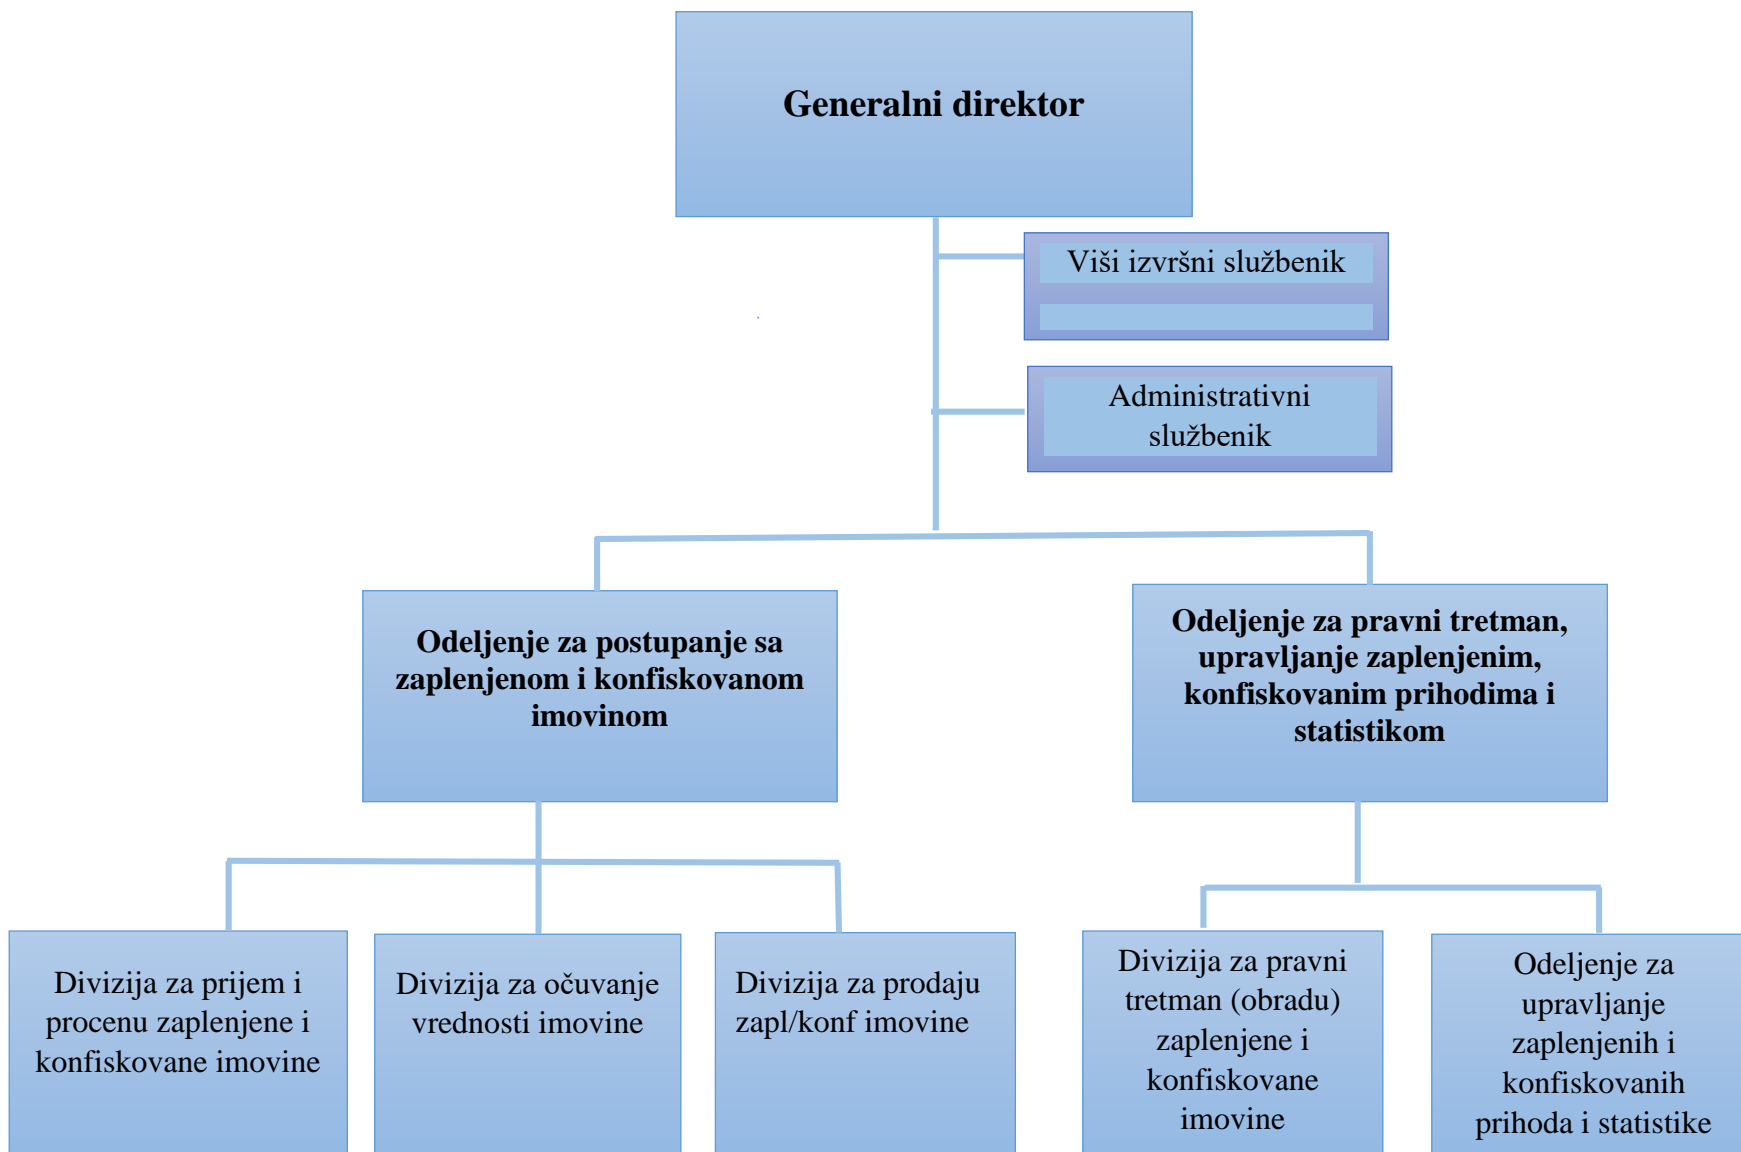 Generalni direktor
Viši izvršni službenik
Administrativni
službenik
Odeljenje za postupanje sa
zaplenjenom i konfiskovanom
imovinom
Odeljenje za pravni tretman,
upravljanje zaplenjenim,
konfiskovanim prihodima i
statistikom
Divizija za prijem i
procenu zaplenjene i
konfiskovane imovine
Divizija za očuvanje
vrednosti imovine
Divizija za prodaju
zapl/konf imovine
Divizija za pravni
tretman (obradu)
zaplenjene i
konfiskovane
imovine
Odeljenje za
upravljanje
zaplenjenih i
konfiskovanih
prihoda i statistike